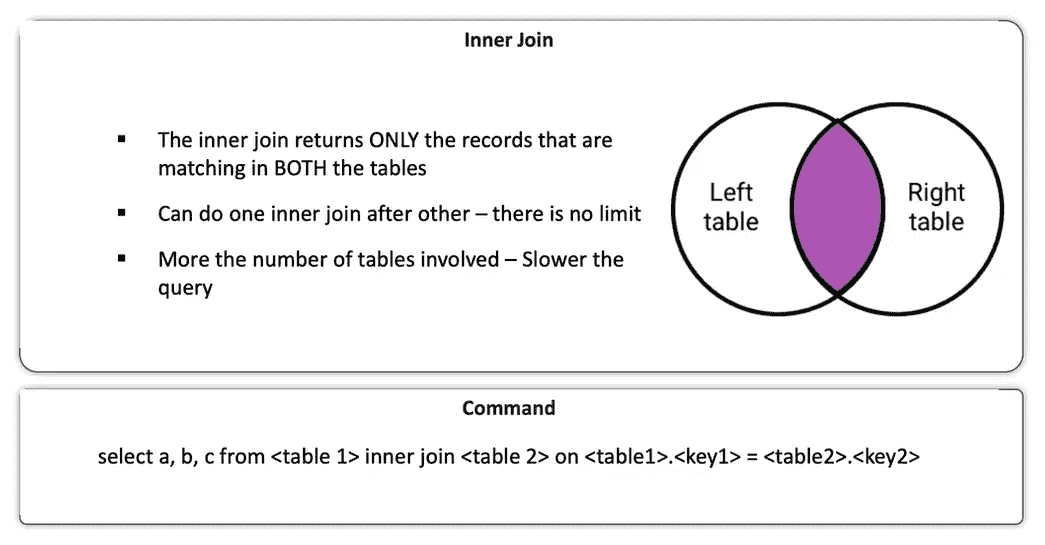 Inner Join
▪ The inner join returns ONLY the records that are
matching in BOTH the tables
▪ Can do one inner join after other – there is no limit
▪ More the number of tables involved – Slower the
query
Left
table
Right
table
Command
select a, b, c from <table 1> inner join <table 2> on <table1>.<key1> = <table2>.<key2>